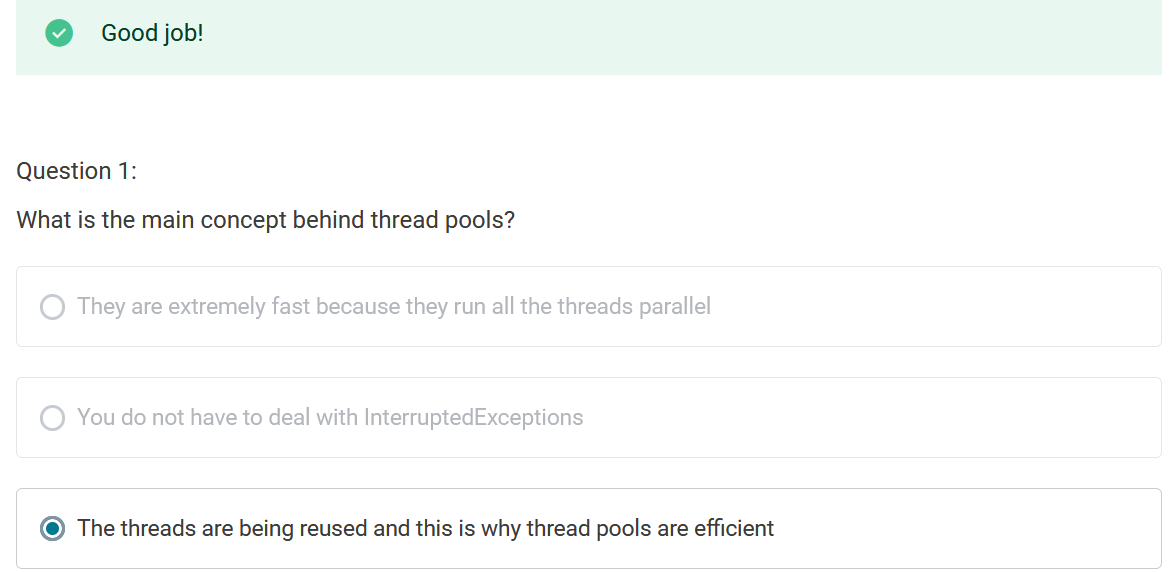 Good job!
Question 1:
What is the main concept behind thread pools?
They are extremely fast because they run all the threads parallel
You do not have to deal with InterruptedExceptions
The threads are being reused and this is why thread pools are efficient